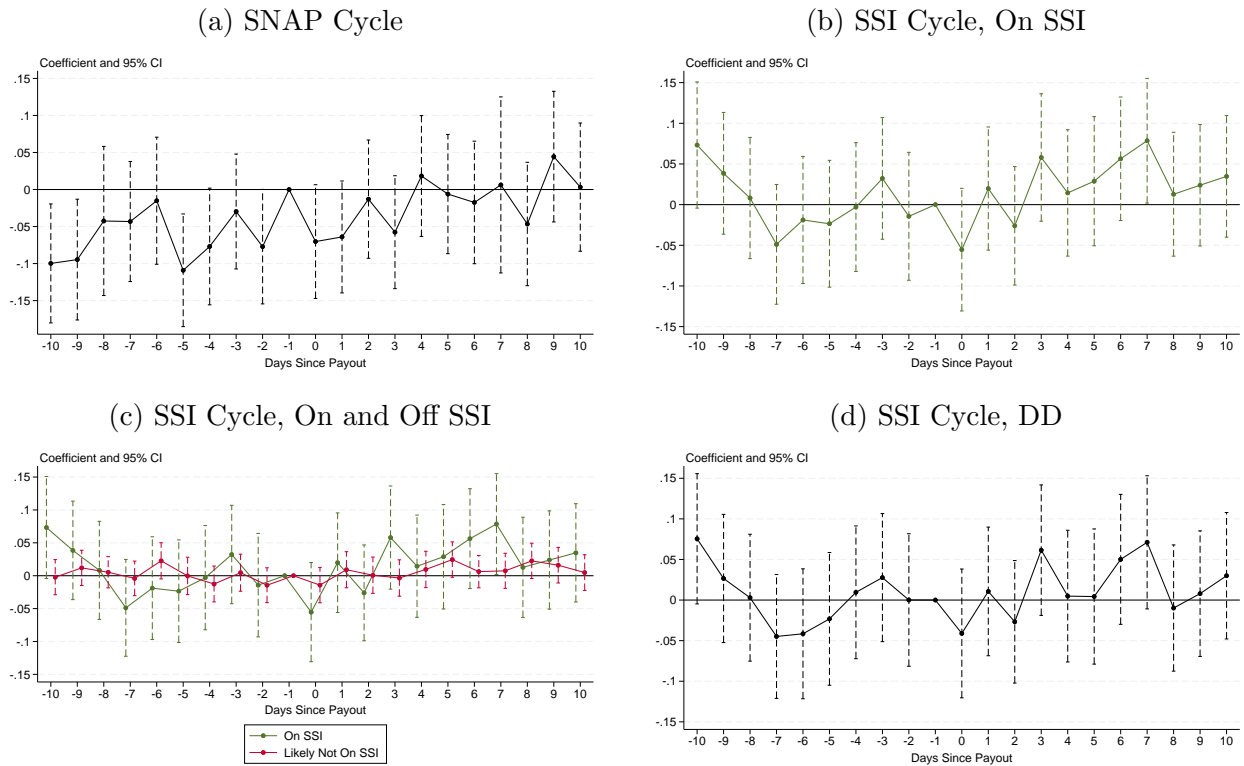 (a) SNAP Cycle
Coefficient and 95% CI
.15
.1
.05
0
-.05
-.1
-.15
-10 -9 -8 -7 -6 -5 -4 -3 -2 -1 0 1 2 3 4 5 6 7 8 9 10
Days Since Payout
(b) SSI Cycle, On SSI
Coefficient and 95% CI
.15
.1
.05
0
-.05
-.1
-.15
-10 -9 -8 -7 -6 -5 -4 -3 -2 -1 0 1 2 3 4 5 6 7 8 9 10
Days Since Payout
(c) SSI Cycle, On and Off SSI
Coefficient and 95% CI
.15
.1
.05
0
-.05
-.1
-.15
-10 -9 -8 -7 -6 -5 -4 -3 -2 -1 0 1 2 3 4 5 6 7 8 9 10
Days Since Payout
On SSI
Likely Not On SSI
(d) SSI Cycle, DD
Coefficient and 95% CI
.15
.1
.05
0
-.05
-.1
-.15
-10 -9 -8 -7 -6 -5 -4 -3 -2 -1 0 1 2 3 4 5 6 7 8 9 10
Days Since Payout